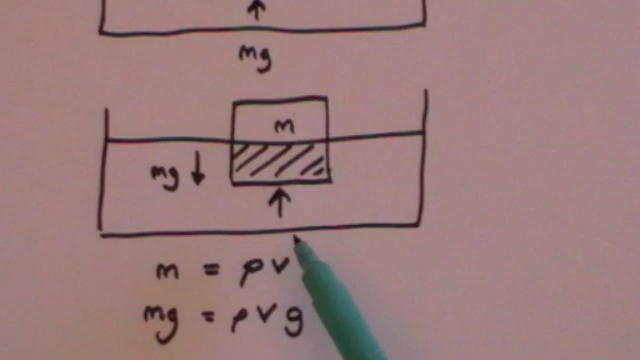 mg
m
mg
m = ρv
mg = ρvg